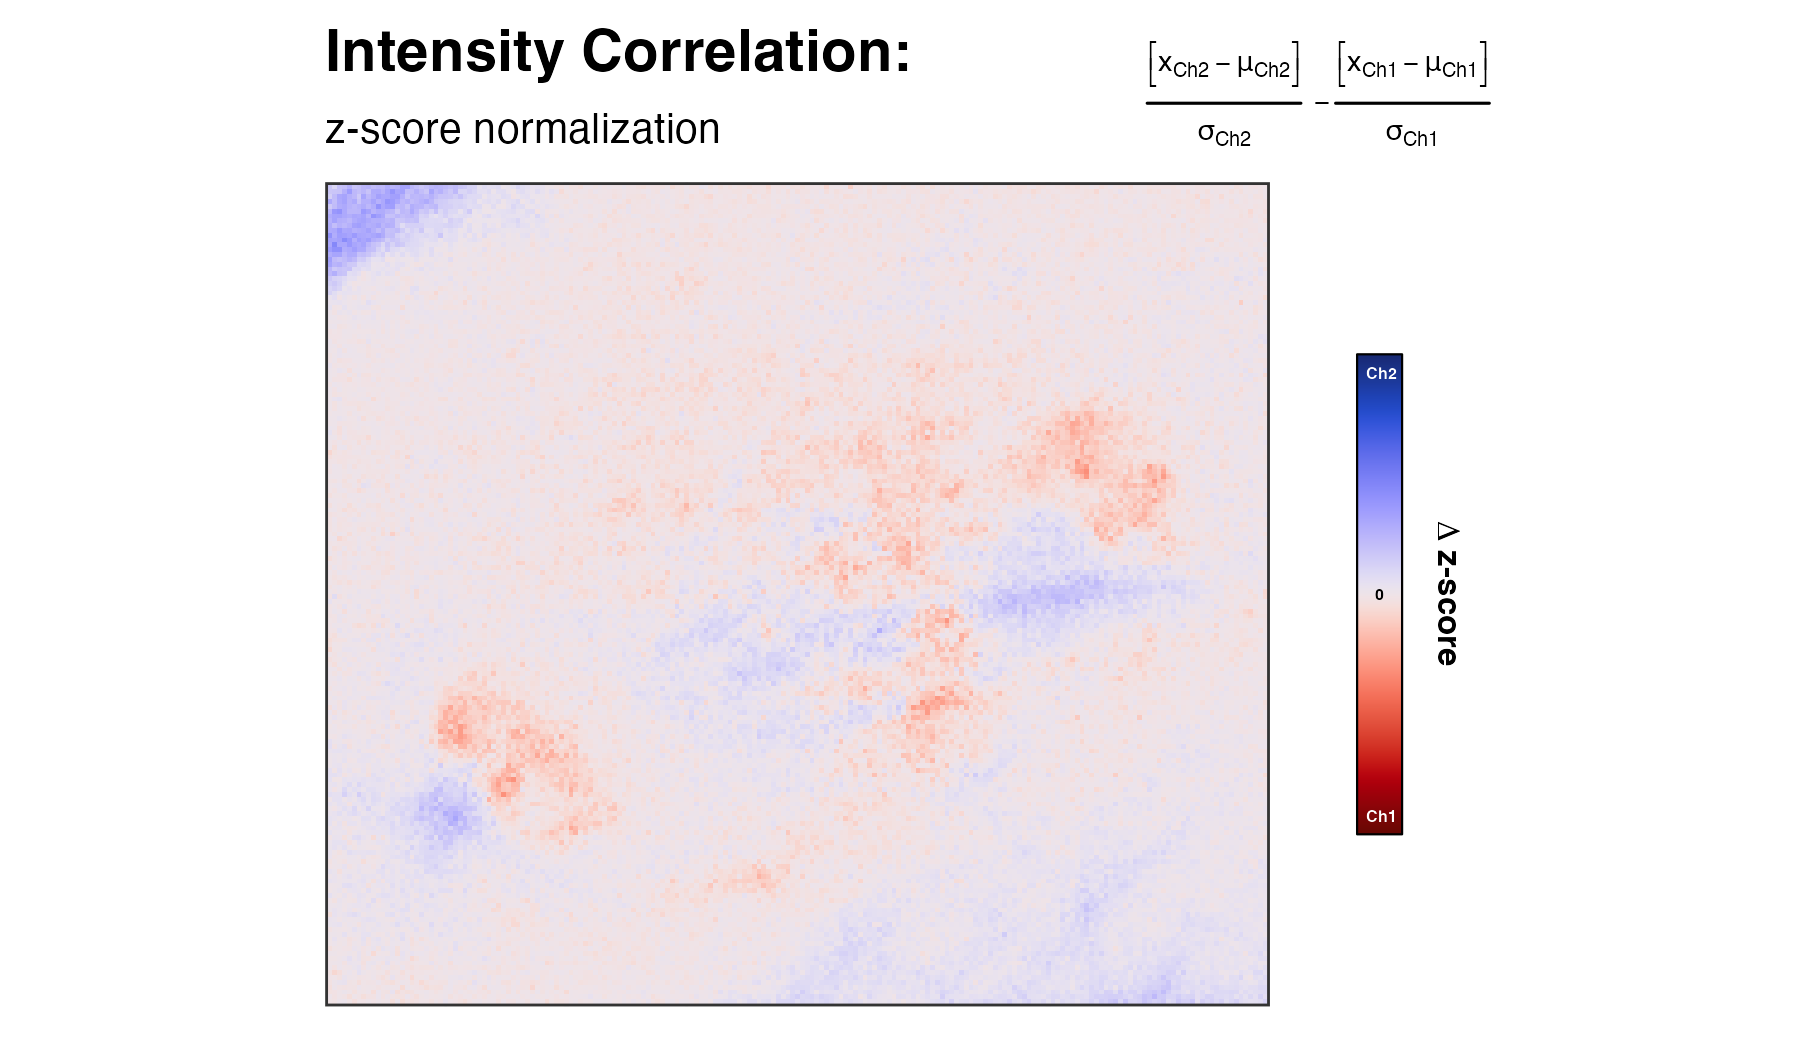 Intensity Correlation:
z-score normalization
[xCh2 – μCh2] – [xCh1 – μCh1]
σCh2 σCh1
Ch2
0
Ch1
Δ z-score